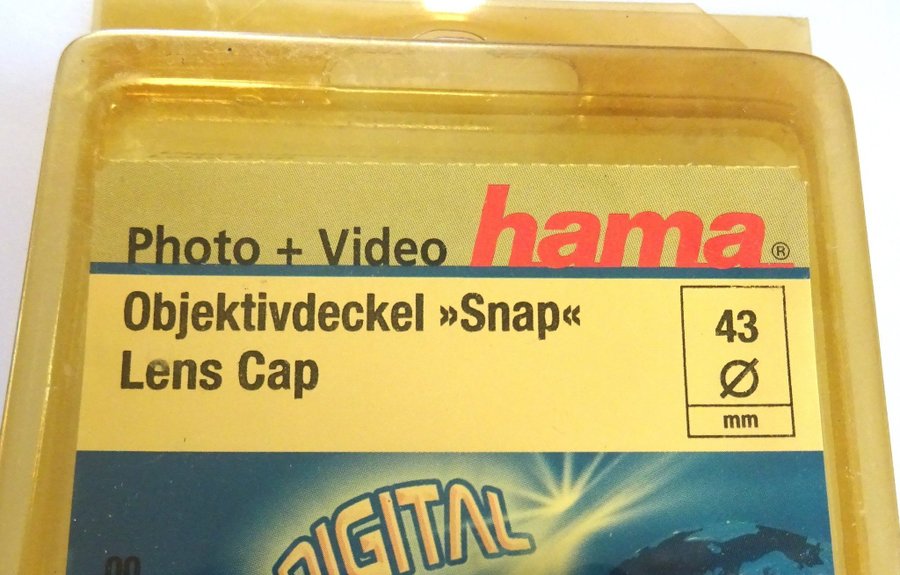 Photo + Video hama®
Objektivdeckel »Snap«
Lens Cap
43
Ø
mm
DIGITAL